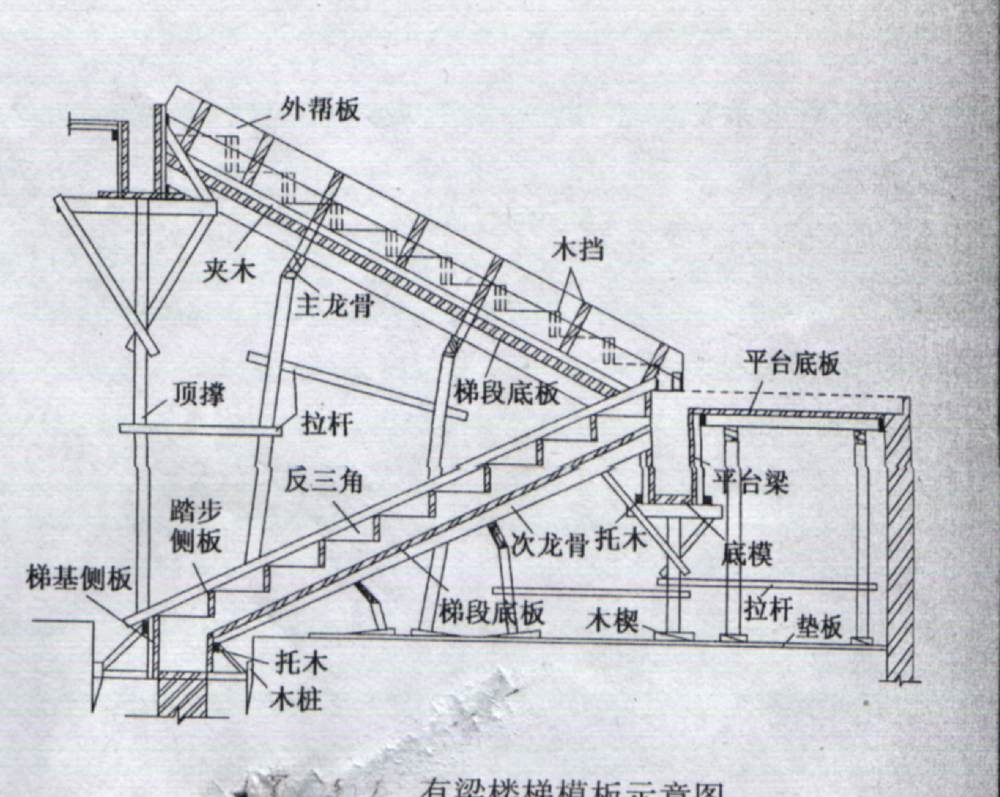 外帮板
木挡
夹木
主龙骨
平台底板
梯段底板
顶撑
拉杆
反三角
平台梁
踏步
侧板
次龙骨
托木
底模
梯基侧板
梯段底板
木楔
拉杆
垫板
托木
木桩
有梁楼梯模板示意图